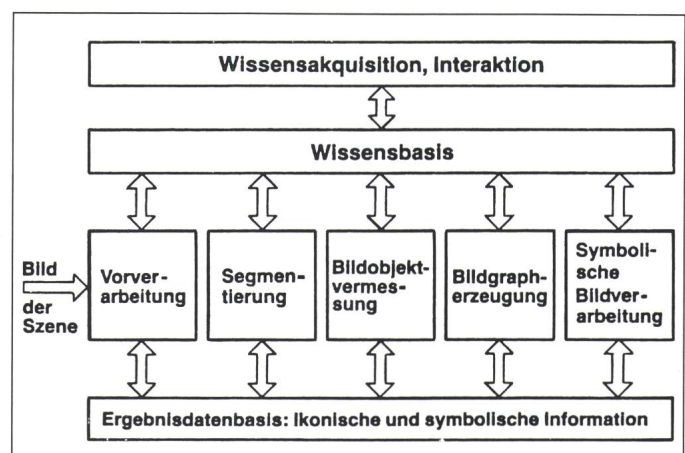 Wissensakquisition, Interaktion
Wissensbasis
Bild
der
Szene
Vorver-
arbeitung
Segmen-
tierung
Bildobjekt-
vermes-
sung
Bildgraph-
erzeugung
Symboli-
sche
Bildver-
arbeitung
Ergebnisdatenbasis: Ikonische und symbolische Information